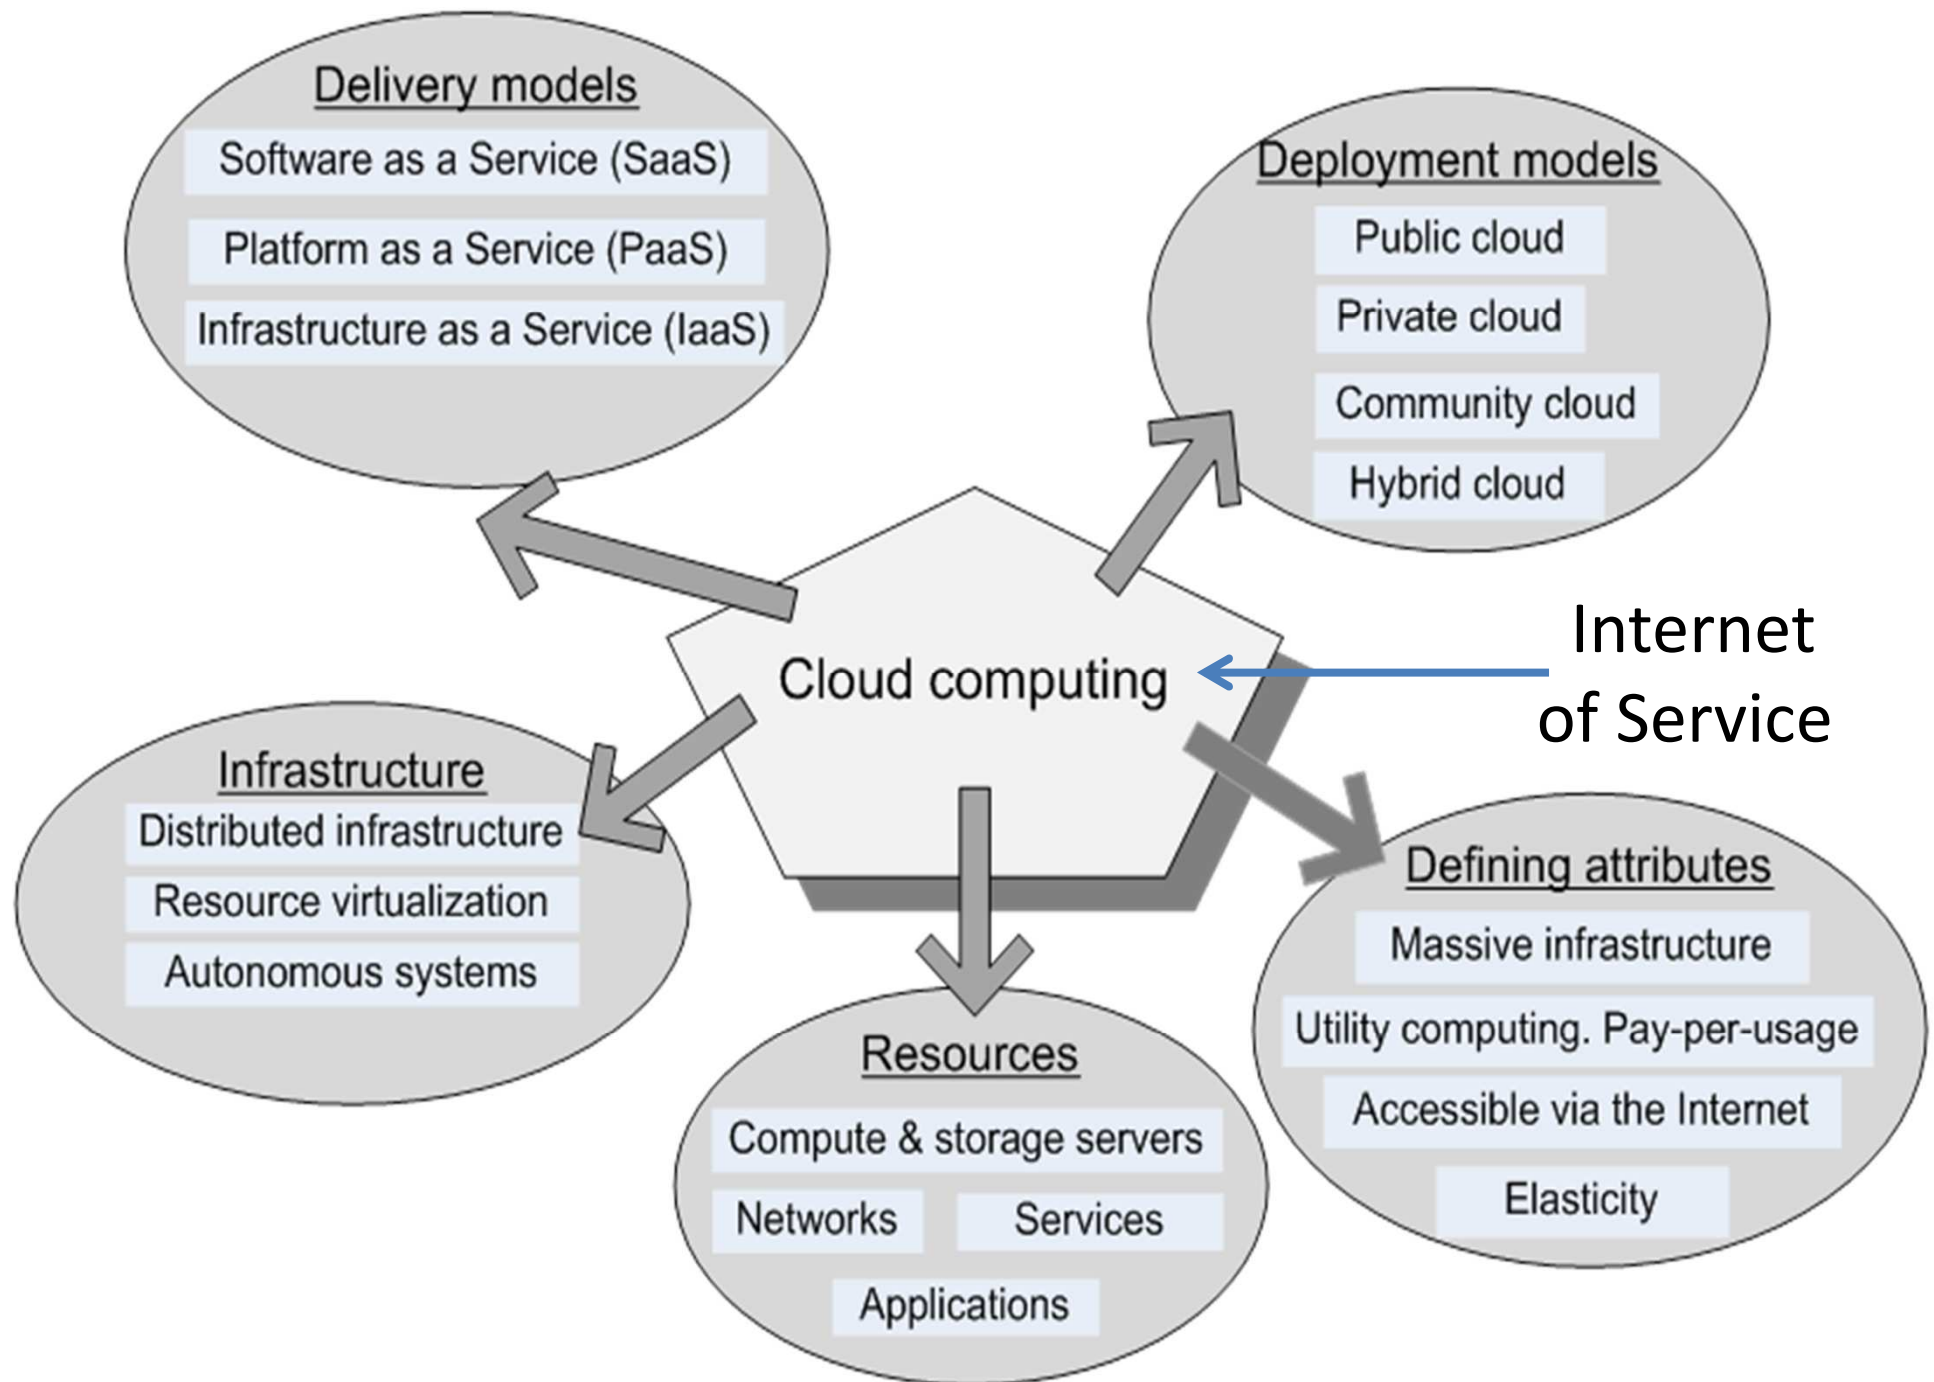 Delivery models
Software as a Service (SaaS)
Platform as a Service (PaaS)
Infrastructure as a Service (IaaS)
Deployment models
Public cloud
Private cloud
Community cloud
Hybrid cloud
Cloud computing
Internet
of Service
Infrastructure
Distributed infrastructure
Resource virtualization
Autonomous systems
Resources
Compute & storage servers
Networks
Services
Applications
Defining attributes
Massive infrastructure
Utility computing. Pay-per-usage
Accessible via the Internet
Elasticity